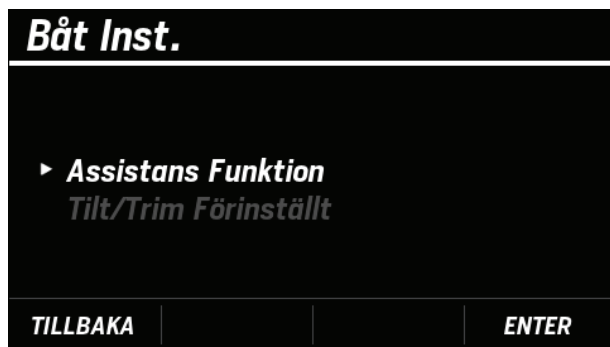 Båt Inst.
Assistans Funktion
Tilt/Trim Förinställt
TILLBAKA ENTER